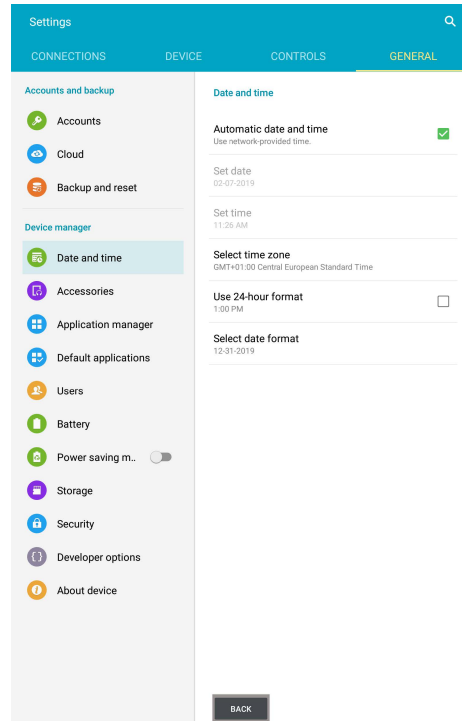 Settings
CONNECTIONS
DEVICE
CONTROLS
GENERAL
Accounts and backup
Accounts
Cloud
Backup and reset
Device manager
Date and time
Accessories
Application manager
Default applications
Users
Battery
Power saving m..
Storage
Security
Developer options
About device
Date and time
Automatic date and time
Use network-provided time.
Set date
02-07-2019
Set time
11:26 AM
Select time zone
GMT+01:00 Central European Standard Time
Use 24-hour format
1:00 PM
Select date format
12-31-2019
BACK